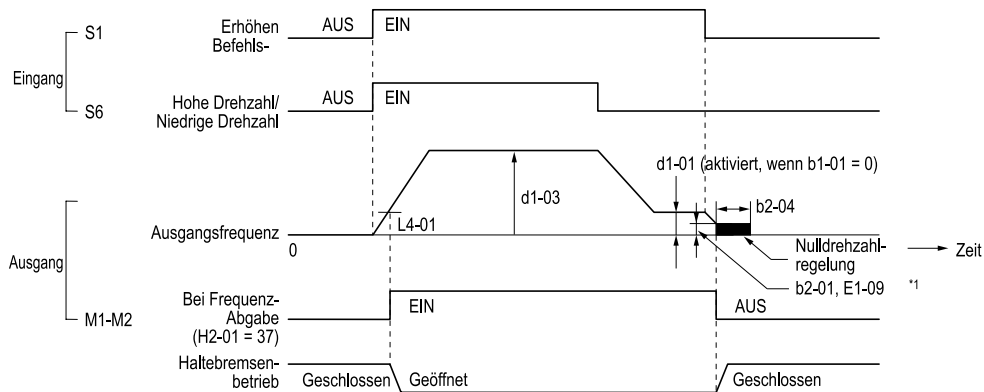 Eingang
S1
Erhöhen
Befehls-
AUS
EIN
S6
Hohe Drehzahl/
Niedrige Drehzahl
AUS
EIN
d1-01 (aktiviert, wenn b1-01 = 0)
d1-03
b2-04
L4-01
Ausgangsfrequenz
0
Nulldrehzahl-
regelung
Zeit
b2-01, E1-09 *1
Ausgang
M1-M2
Bei Frequenz-
Abgabe
(H2-01 = 37)
EIN
AUS
Haltebremsen-
betrieb
Geschlossen
Geöffnet
Geschlossen